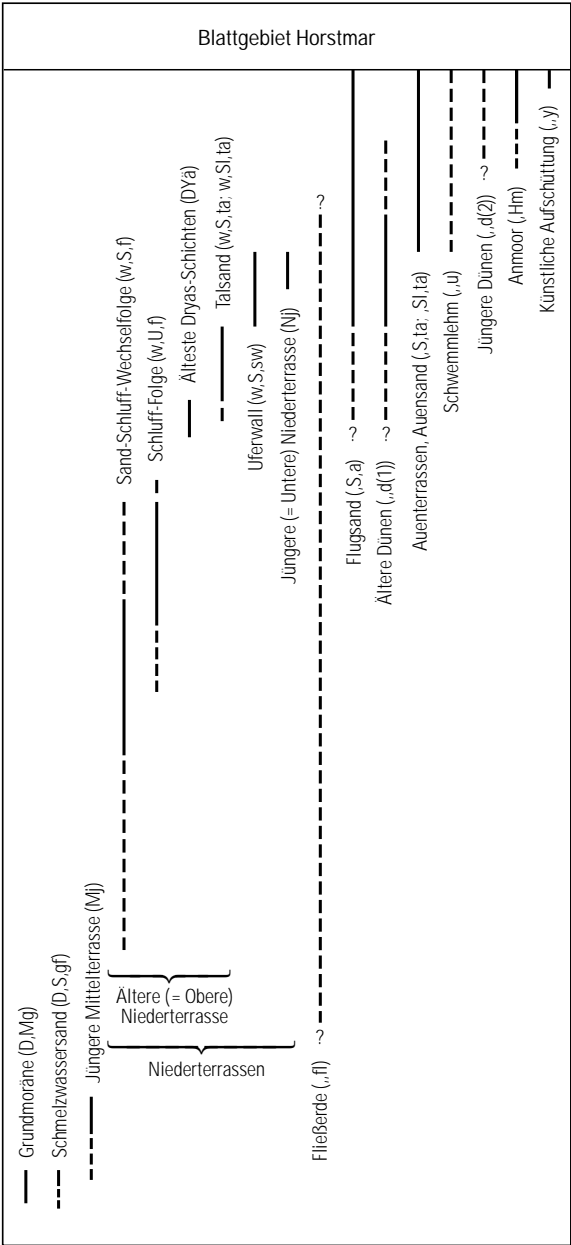 Blattgebiet Horstmar
Grundmoräne (D,Mg)
Schmelzwassersand (D,S,gf)
Jüngere Mittelterrasse (Mj)
Sand-Schluff-Wechselfolge (w,S,f)
Schluff-Folge (w,U,f)
Älteste Dryas-Schichten (DYä)
Talsand (w,S,ta; w,Sl,ta)
Uferwall (w,S,sw)
Jüngere (= Untere) Niederterrasse (Nj)
Ältere (= Obere)
Niederterrasse
Niederterrassen
?
Fließerde (,,fl)
?
Flugsand (,S,a)
?
Ältere Dünen (,,d(1))
?
Auenterrassen, Auensand (,S,ta; ,Sl,ta)
Schwemmlehm (,,u)
Jüngere Dünen (,,d(2))
?
Anmoor (,Hm)
Künstliche Aufschüttung (,,y)